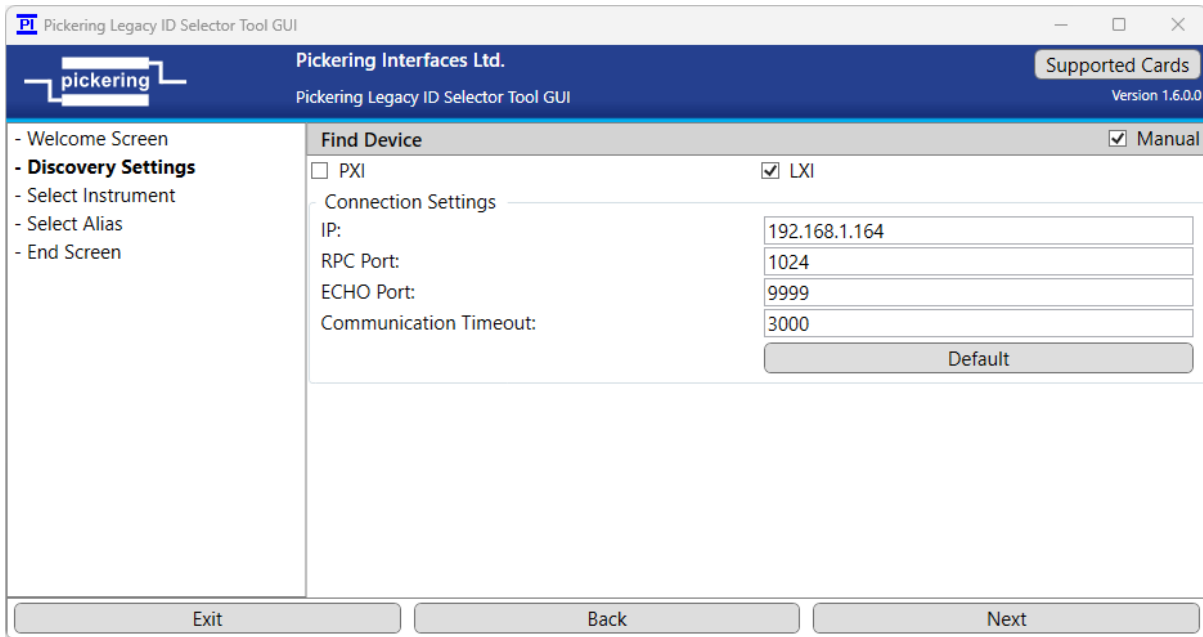 PI Pickering Legacy ID Selector Tool GUI
pickering
Pickering Interfaces Ltd.
Supported Cards
Pickering Legacy ID Selector Tool GUI
Version 1.6.0.0
- Welcome Screen
- Discovery Settings
- Select Instrument
- Select Alias
- End Screen
Find Device
Manual
PXI
LXI
Connection Settings
IP: 192.168.1.164
RPC Port: 1024
ECHO Port: 9999
Communication Timeout: 3000
Default
Exit
Back
Next